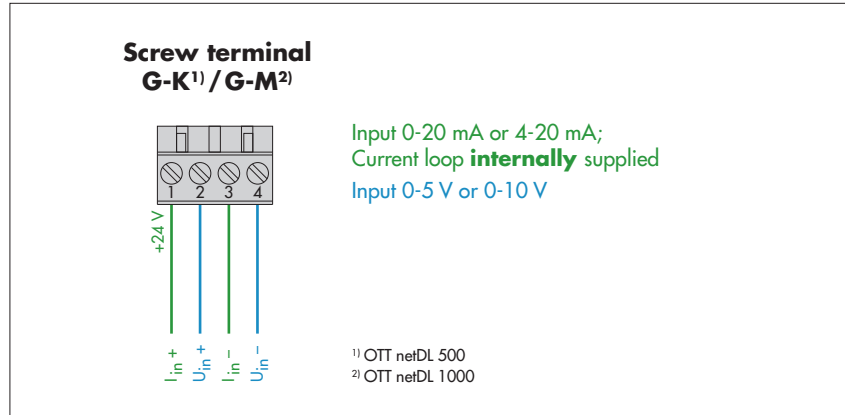 Screw terminal
G-K¹⁾ / G-M²⁾
Input 0-20 mA or 4-20 mA;
Current loop internally supplied
Input 0-5 V or 0-10 V
1 2 3 4
+24 V
Iin +
Uin +
Iin –
Uin –
¹⁾ OTT netDL 500
²⁾ OTT netDL 1000